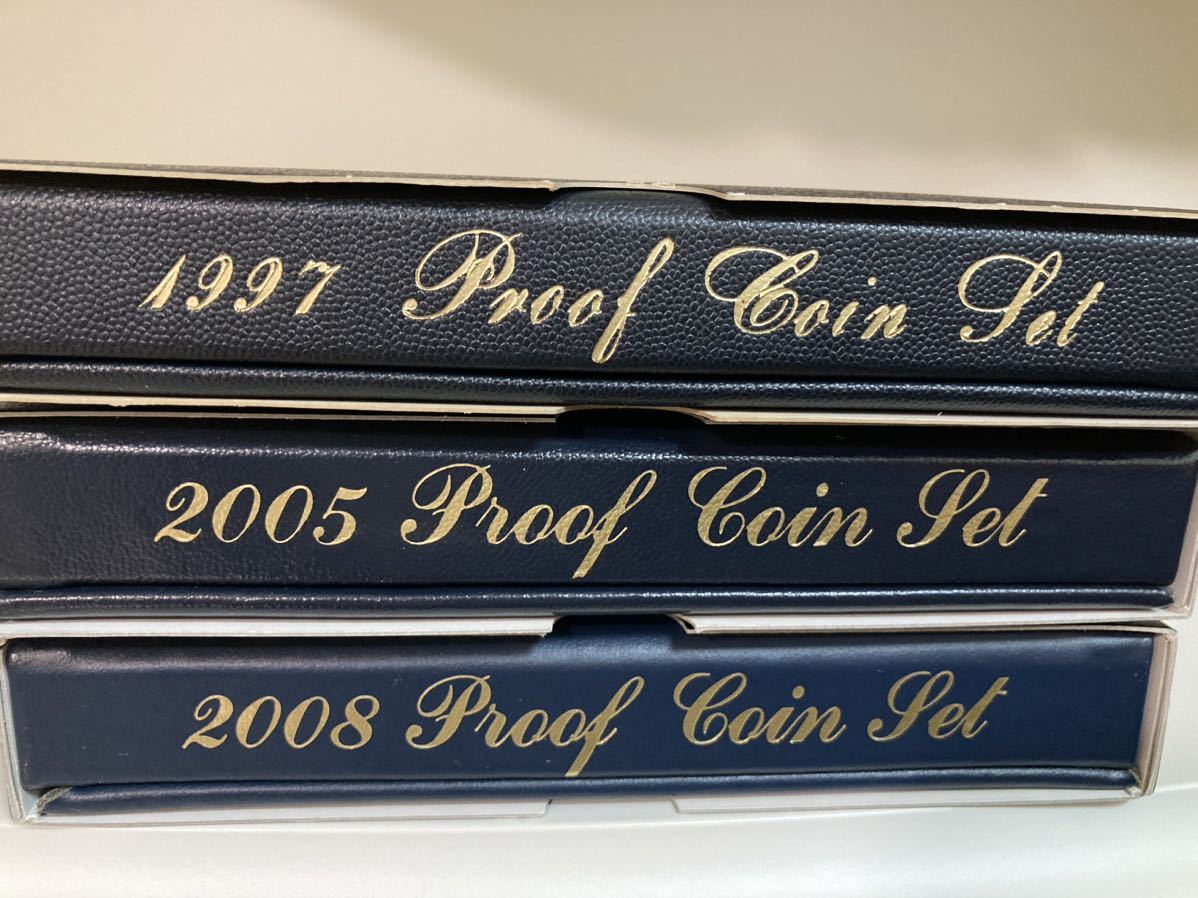 1997 Proof Coin Set
2005 Proof Coin Set
2008 Proof Coin Set